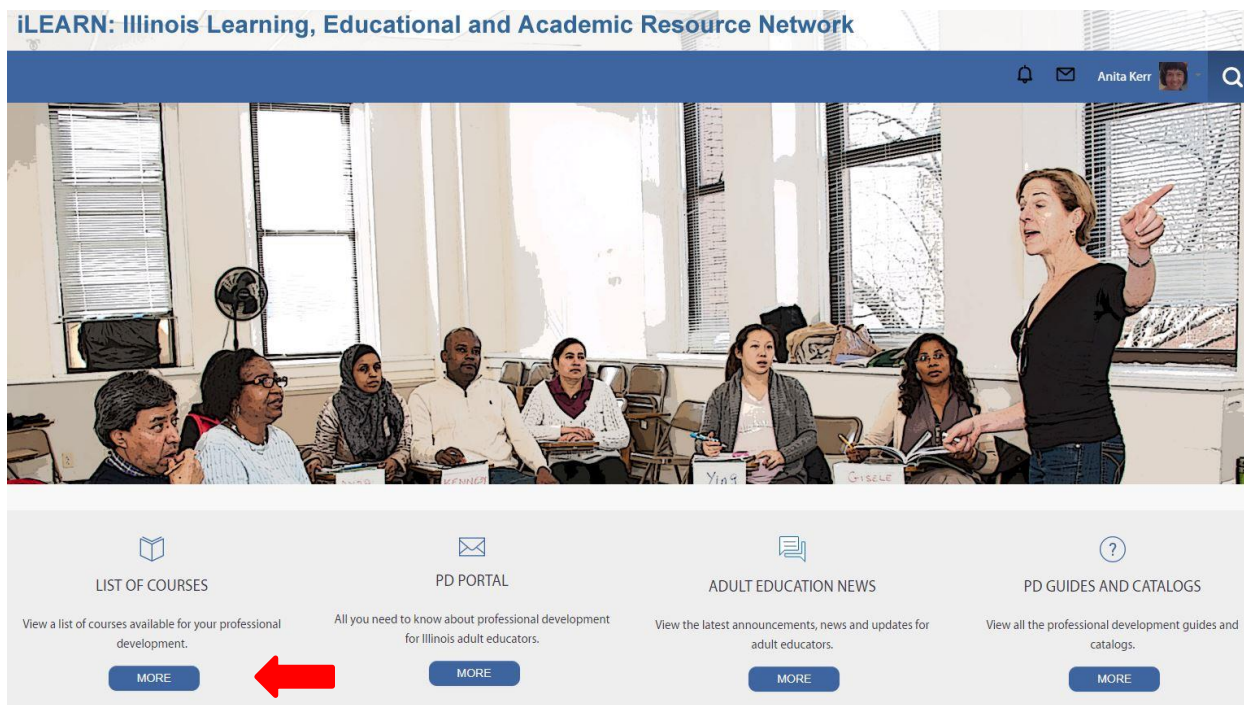 iLEARN: Illinois Learning, Educational and Academic Resource Network
Anita Kerr
KENNEDY
Ying
GISELE
LIST OF COURSES
View a list of courses available for your professional
development.
MORE
PD PORTAL
All you need to know about professional development
for Illinois adult educators.
MORE
ADULT EDUCATION NEWS
View the latest announcements, news and updates for
adult educators.
MORE
?
PD GUIDES AND CATALOGS
View all the professional development guides and
catalogs.
MORE